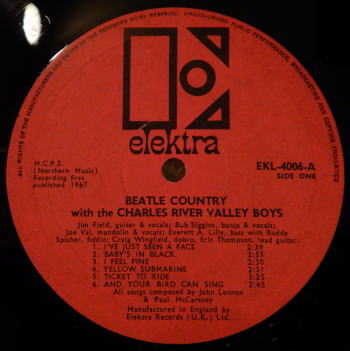 ALL RIGHTS OF THE MANUFACTURERS AND OWNER OF THE RECORDED WORK RESERVED. UNAUTHORISED PUBLIC PERFORMANCE, BROADCASTING AND COPYING PROHIBITED
elektra
M.C.P.S.
(Northern Music)
Recording first
published 1967
EKL-4006-A
SIDE ONE
BEATLE COUNTRY
with the CHARLES RIVER VALLEY BOYS
Jim Field, guitar & vocals; Bub Siggins, banjo & vocals;
Joe Val, mandolin & vocals; Everett A. Lilly, bass with Buddy
Spicher, fiddle; Craig Wingfield, dobro, Eric Thompson, lead guitar.
1. I'VE JUST SEEN A FACE 2:39
2. BABY'S IN BLACK 2:53
3. I FEEL FINE 2:30
4. YELLOW SUBMARINE 2:51
5. TICKET TO RIDE 3:25
6. AND YOUR BIRD CAN SING 2:45
All songs composed by John Lennon
& Paul McCartney
Manufactured in England by
Elektra Records (U.K.) Ltd.